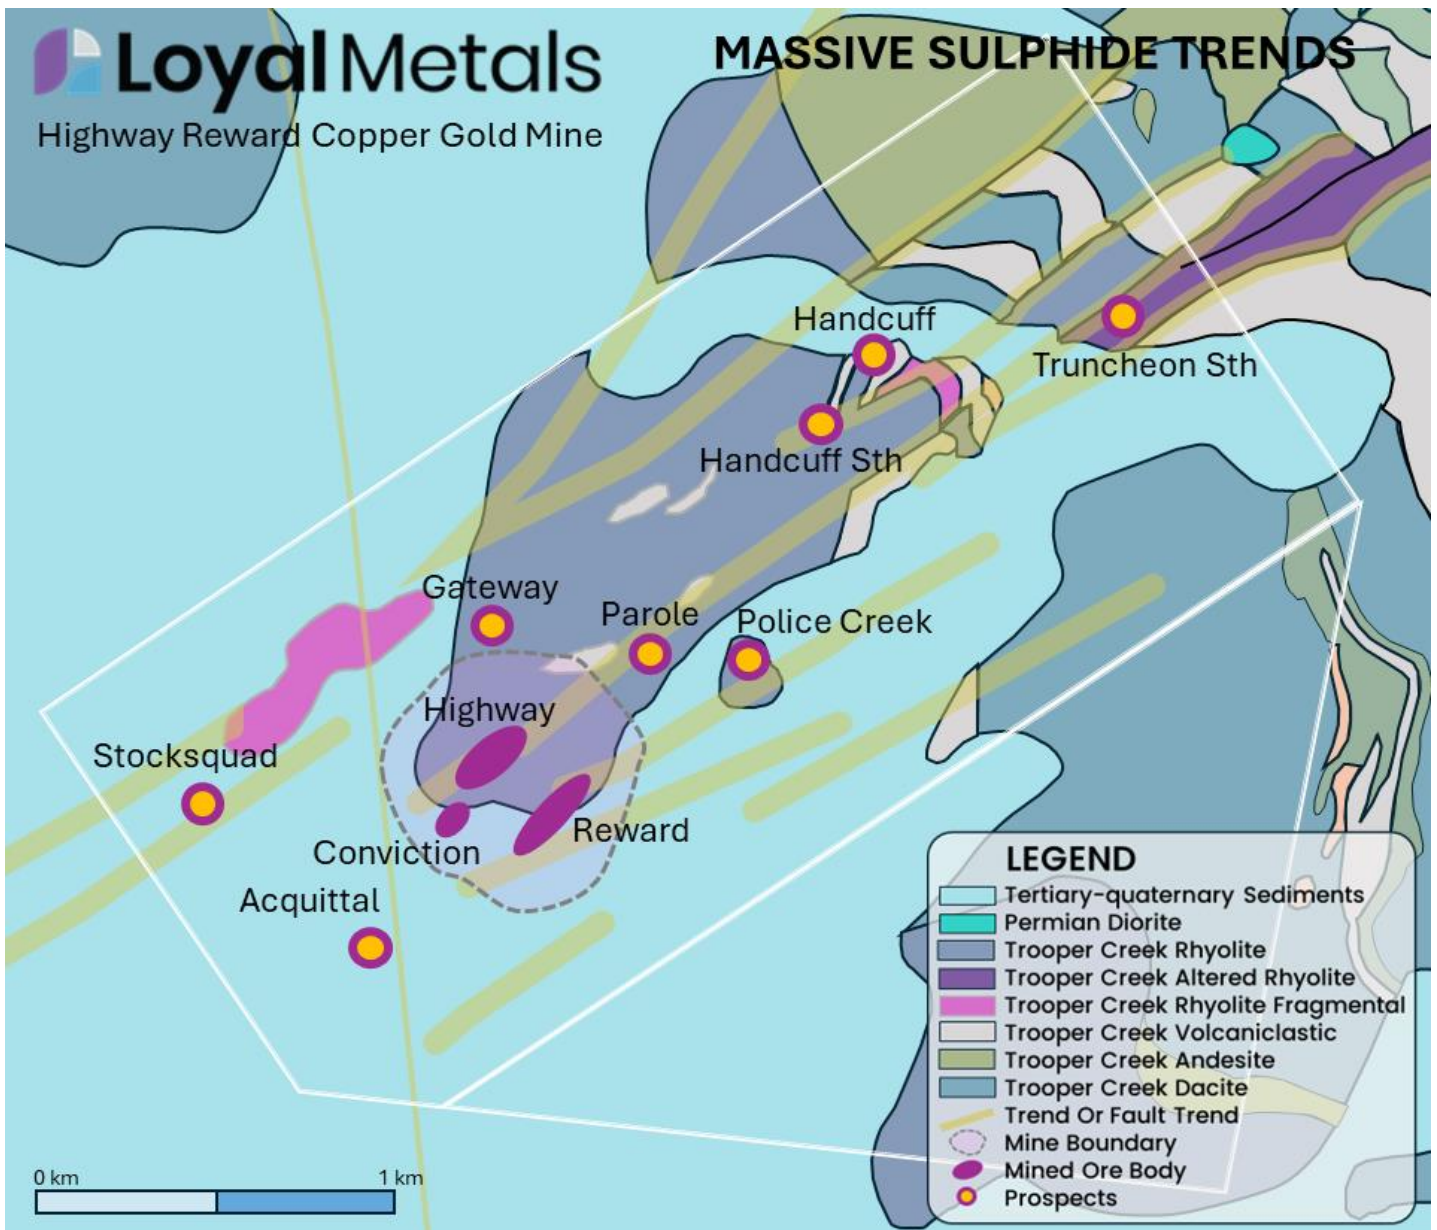 Loyal Metals
MASSIVE SULPHIDE TRENDS
Highway Reward Copper Gold Mine
Handcuff
Truncheon Sth
Handcuff Sth
Gateway
Parole
Police Creek
Highway
Stocksquad
Reward
Conviction
Acquittal
LEGEND
Tertiary-quaternary Sediments
Permian Diorite
Trooper Creek Rhyolite
Trooper Creek Altered Rhyolite
Trooper Creek Rhyolite Fragmental
Trooper Creek Volcaniclastic
Trooper Creek Andesite
Trooper Creek Dacite
Trend Or Fault Trend
Mine Boundary
Mined Ore Body
Prospects
0 km
1 km